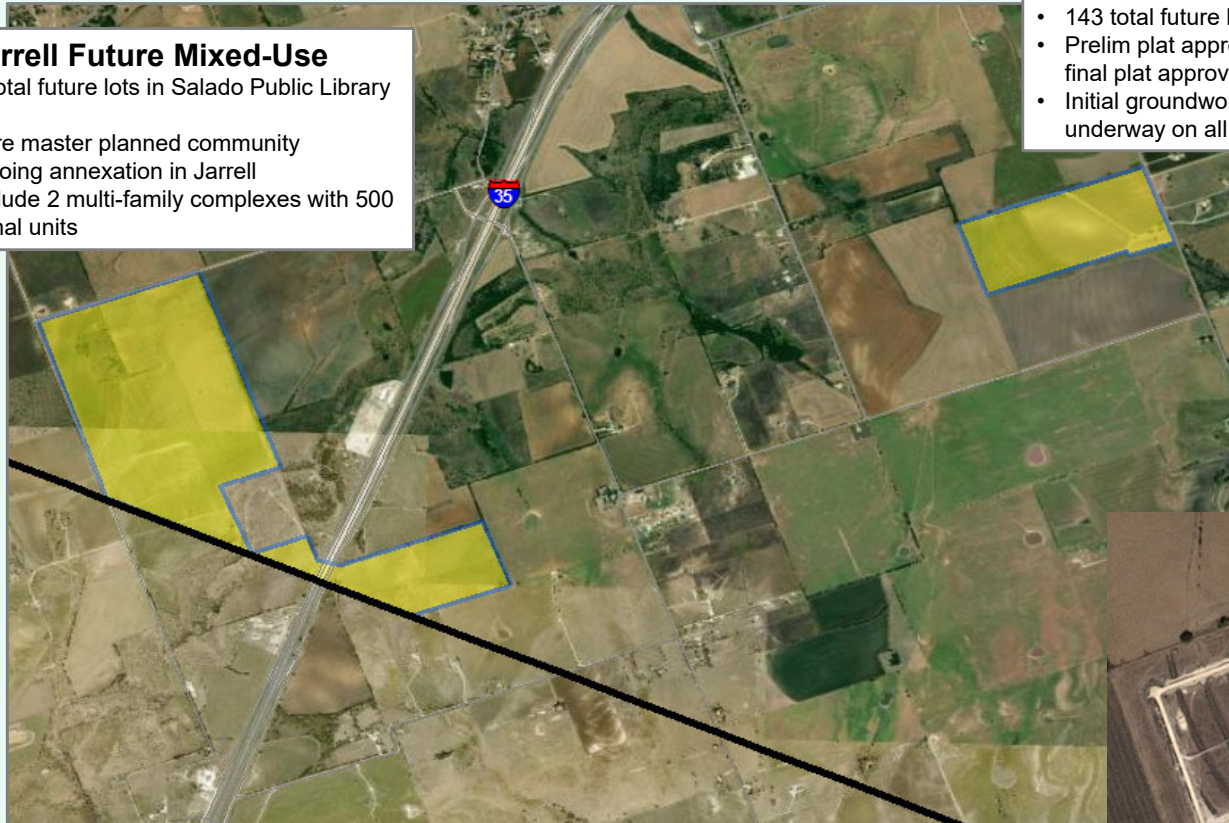 rrell Future Mixed-Use
otal future lots in Salado Public Library
re master planned community
oing annexation in Jarrell
lude 2 multi-family complexes with 500
nal units
35
• 143 total future
• Prelim plat appr
final plat approv
• Initial groundwo
underway on all